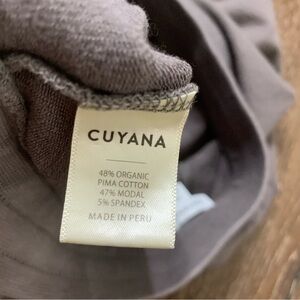 CUYANA
48% ORGANIC
PIMA COTTON
47% MODAL
5% SPANDEX
MADE IN PERU